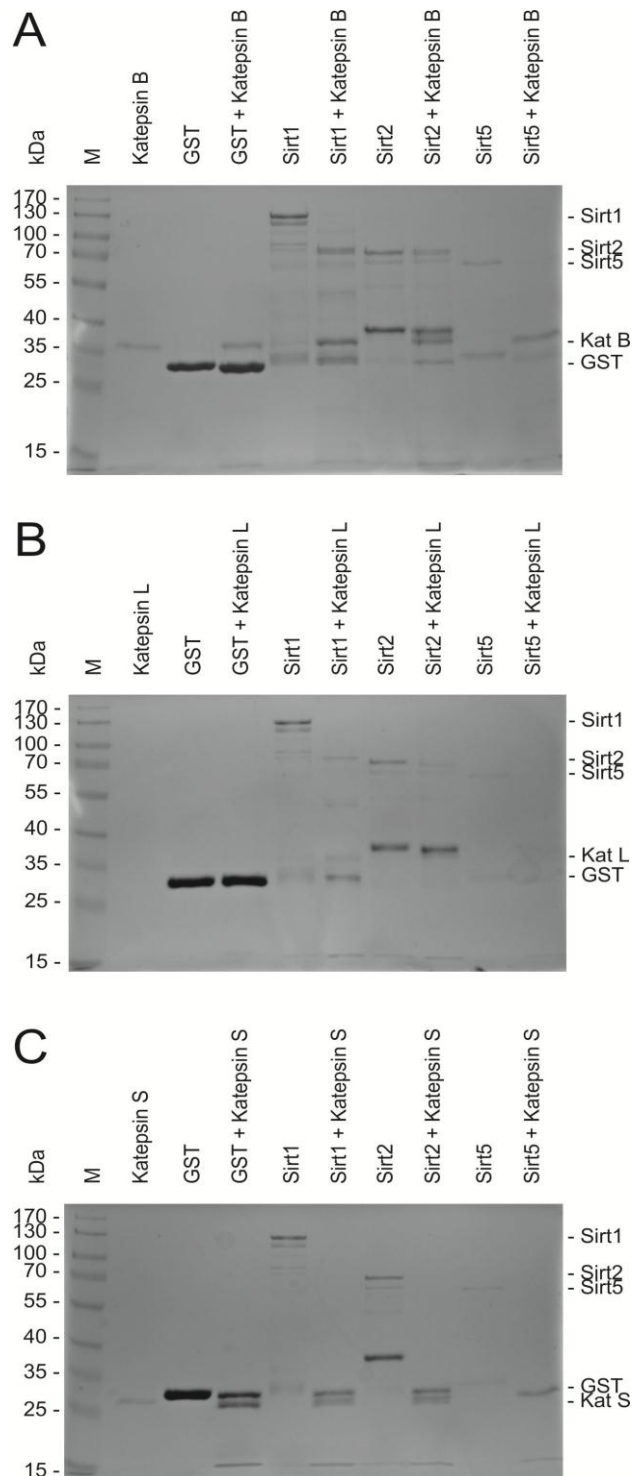 A
kDa
M
Katepsin B
GST
GST + Katepsin B
Sirt1
Sirt1 + Katepsin B
Sirt2
Sirt2 + Katepsin B
Sirt5
Sirt5 + Katepsin B
170 -
130 -
100 -
70 -
55 -
40 -
35 -
25 -
15 -
- Sirt1
- Sirt2
- Sirt5
- Kat B
- GST
B
kDa
M
Katepsin L
GST
GST + Katepsin L
Sirt1
Sirt1 + Katepsin L
Sirt2
Sirt2 + Katepsin L
Sirt5
Sirt5 + Katepsin L
170 -
130 -
100 -
70 -
55 -
40 -
35 -
25 -
15 -
- Sirt1
- Sirt2
- Sirt5
- Kat L
- GST
C
kDa
M
Katepsin S
GST
GST + Katepsin S
Sirt1
Sirt1 + Katepsin S
Sirt2
Sirt2 + Katepsin S
Sirt5
Sirt5 + Katepsin S
170 -
130 -
100 -
70 -
55 -
40 -
35 -
25 -
15 -
- Sirt1
- Sirt2
- Sirt5
- GST
- Kat S